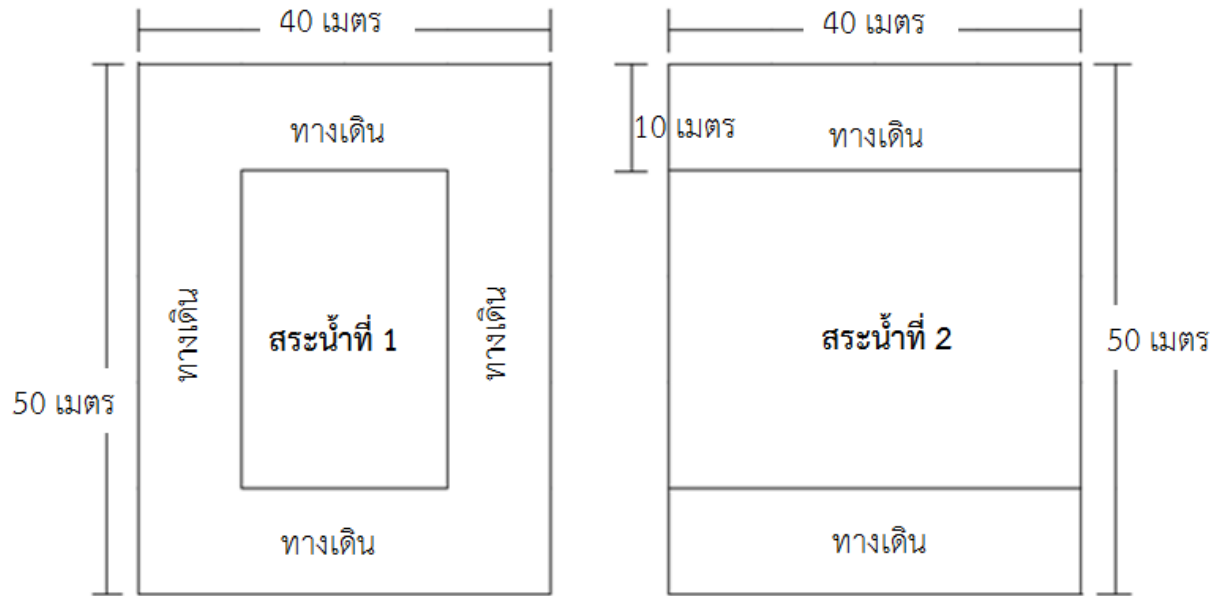 40 เมตร
40 เมตร
ทางเดิน
10 เมตร
ทางเดิน
ทางเดิน
สระน้ำที่ 1
ทางเดิน
สระน้ำที่ 2
50 เมตร
50 เมตร
ทางเดิน
ทางเดิน